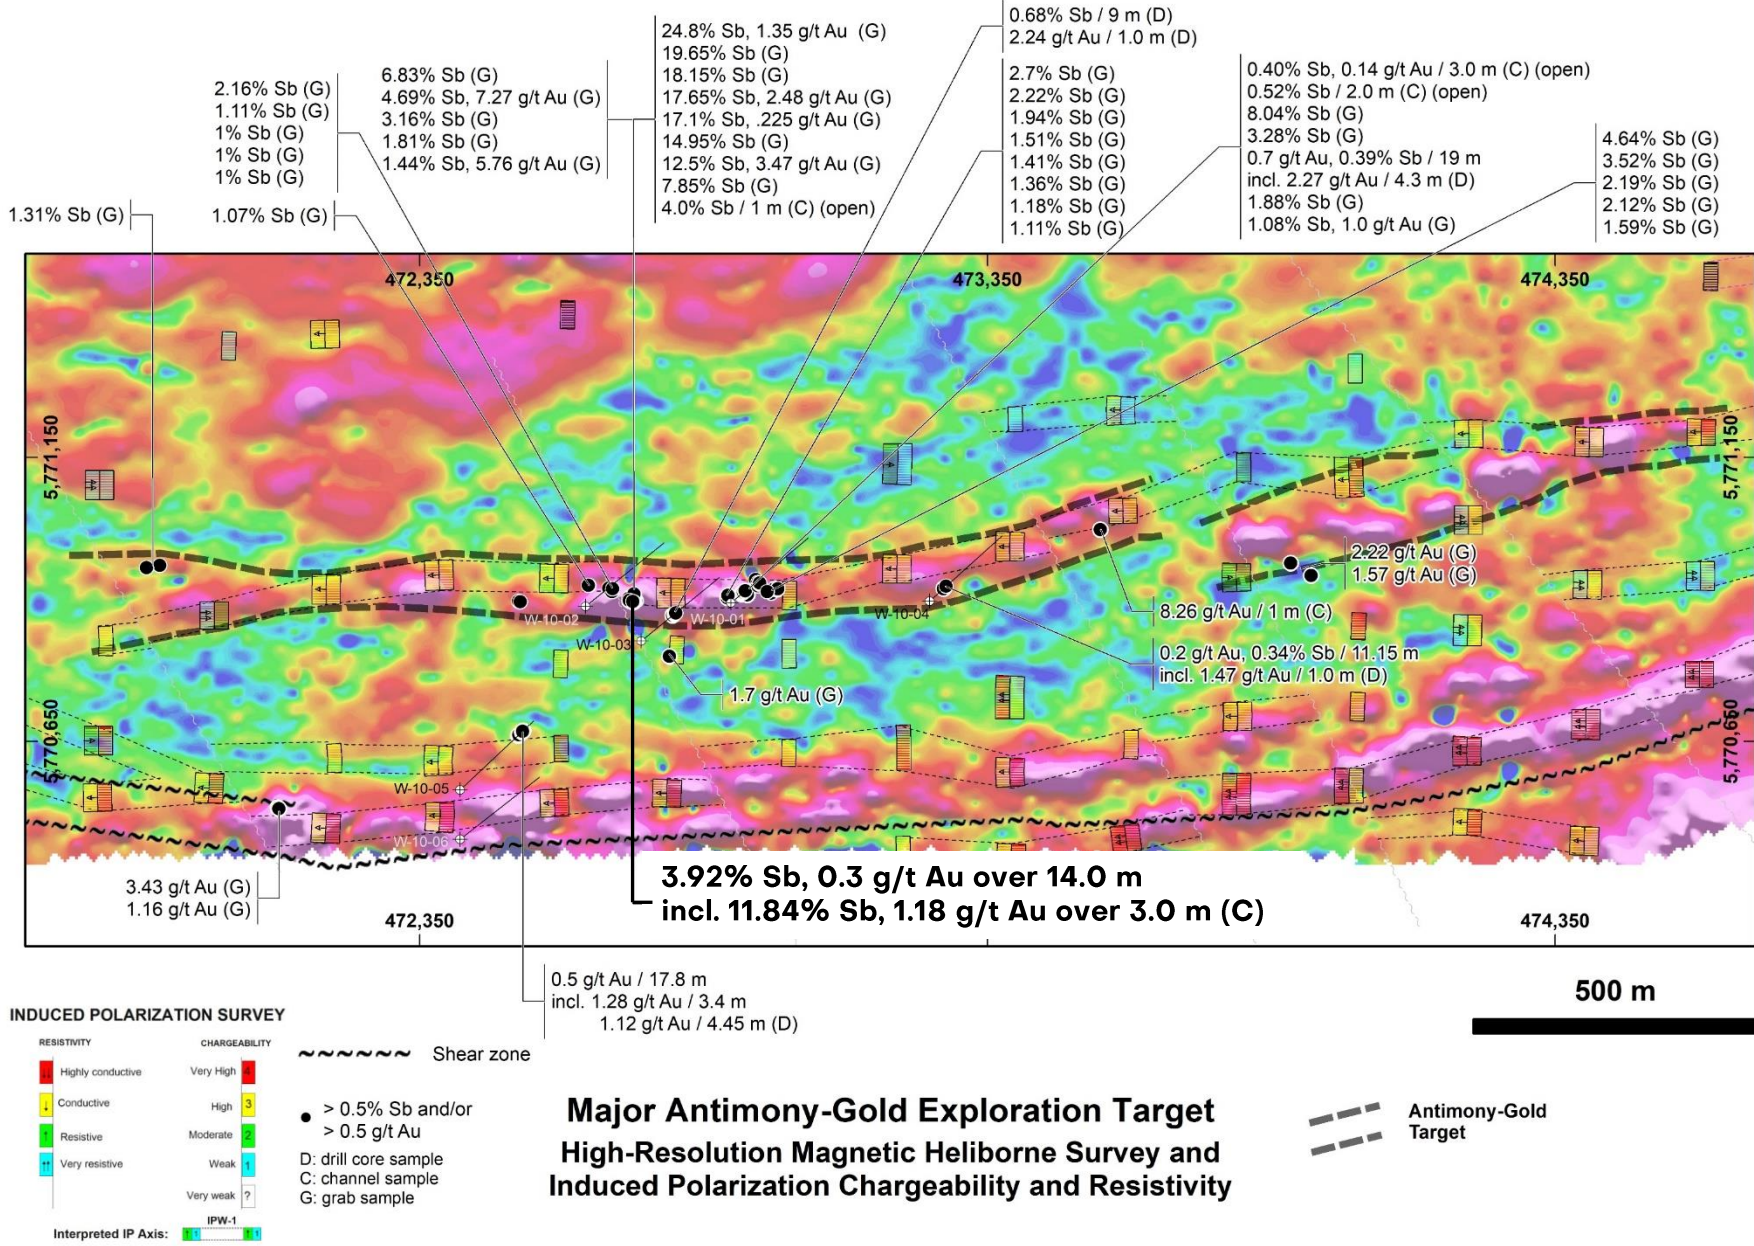 24.8% Sb, 1.35 g/t Au (G)
19.65% Sb (G)
18.15% Sb (G)
17.65% Sb, 2.48 g/t Au (G)
17.1% Sb, .225 g/t Au (G)
14.95% Sb (G)
12.5% Sb, 3.47 g/t Au (G)
7.85% Sb (G)
4.0% Sb / 1 m (C) (open)
0.68% Sb / 9 m (D)
2.24 g/t Au / 1.0 m (D)
6.83% Sb (G)
4.69% Sb, 7.27 g/t Au (G)
3.16% Sb (G)
1.81% Sb (G)
1.44% Sb, 5.76 g/t Au (G)
2.16% Sb (G)
1.11% Sb (G)
1% Sb (G)
1% Sb (G)
1% Sb (G)
1.07% Sb (G)
1.31% Sb (G)
2.7% Sb (G)
2.22% Sb (G)
1.94% Sb (G)
1.51% Sb (G)
1.41% Sb (G)
1.36% Sb (G)
1.18% Sb (G)
1.11% Sb (G)
0.40% Sb, 0.14 g/t Au / 3.0 m (C) (open)
0.52% Sb / 2.0 m (C) (open)
8.04% Sb (G)
3.28% Sb (G)
0.7 g/t Au, 0.39% Sb / 19 m
incl. 2.27 g/t Au / 4.3 m (D)
1.88% Sb (G)
1.08% Sb, 1.0 g/t Au (G)
4.64% Sb (G)
3.52% Sb (G)
2.19% Sb (G)
2.12% Sb (G)
1.59% Sb (G)
472,350
473,350
474,350
5,771,150
5,771,150
2.22 g/t Au (G)
1.57 g/t Au (G)
8.26 g/t Au / 1 m (C)
W-10-02
W-10-01
W-10-04
W-10-03
0.2 g/t Au, 0.34% Sb / 11.15 m
incl. 1.47 g/t Au / 1.0 m (D)
1.7 g/t Au (G)
5,770,650
5,770,650
W-10-05
W-10-06
3.92% Sb, 0.3 g/t Au over 14.0 m
incl. 11.84% Sb, 1.18 g/t Au over 3.0 m (C)
3.43 g/t Au (G)
1.16 g/t Au (G)
472,350
474,350
0.5 g/t Au / 17.8 m
incl. 1.28 g/t Au / 3.4 m
1.12 g/t Au / 4.45 m (D)
500 m
INDUCED POLARIZATION SURVEY
RESISTIVITY
CHARGEABILITY
Highly conductive
Very High 4
Conductive
High 3
Resistive
Moderate 2
Very resistive
Weak 1
Very weak ?
IPW-1
Interpreted IP Axis: 1 1
Shear zone
> 0.5% Sb and/or
> 0.5 g/t Au
D: drill core sample
C: channel sample
G: grab sample
Major Antimony-Gold Exploration Target
High-Resolution Magnetic Heliborne Survey and
Induced Polarization Chargeability and Resistivity
Antimony-Gold
Target